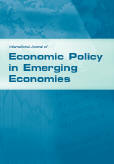 International Journal of
Economic Policy
in Emerging
Economies